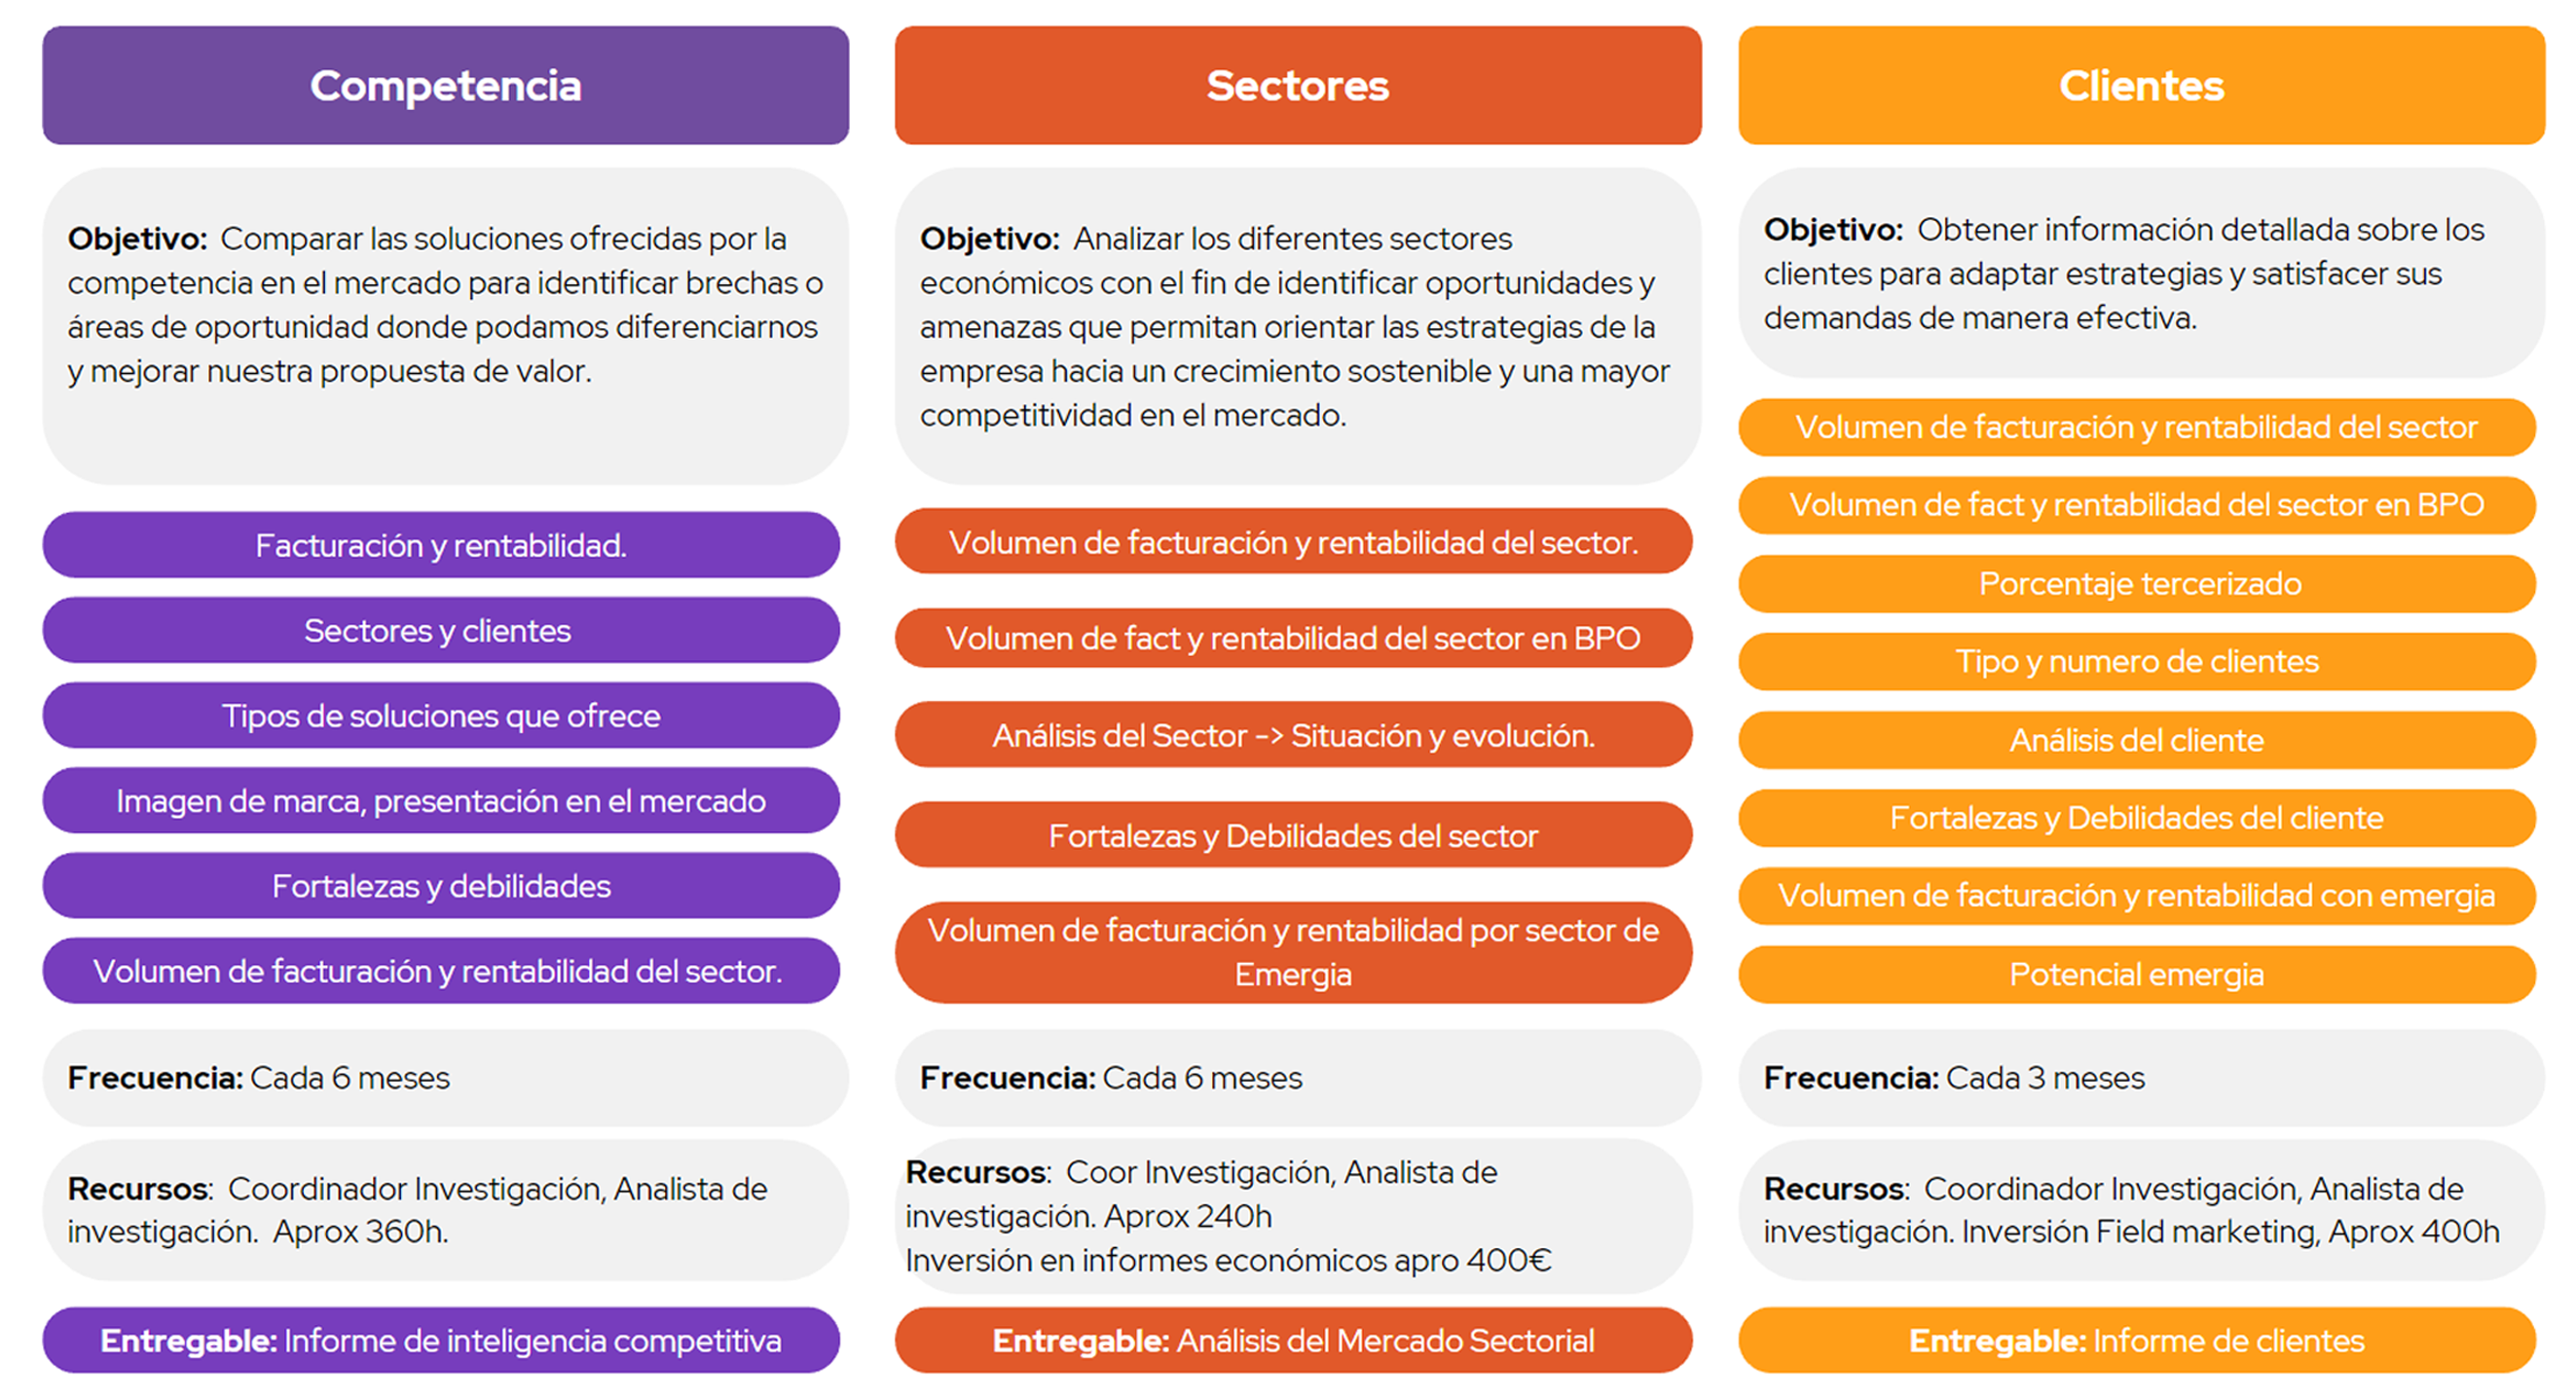 Competencia
Objetivo: Comparar las soluciones ofrecidas por la
competencia en el mercado para identificar brechas o
áreas de oportunidad donde podamos diferenciarnos
y mejorar nuestra propuesta de valor.
Facturación y rentabilidad.
Sectores y clientes
Tipos de soluciones que ofrece
Imagen de marca, presentación en el mercado
Fortalezas y debilidades
Volumen de facturación y rentabilidad del sector.
Frecuencia: Cada 6 meses
Recursos: Coordinador Investigación, Analista de
investigación. Aprox 360h.
Entregable: Informe de inteligencia competitiva
Sectores
Objetivo: Analizar los diferentes sectores
económicos con el fin de identificar oportunidades y
amenazas que permitan orientar las estrategias de la
empresa hacia un crecimiento sostenible y una mayor
competitividad en el mercado.
Volumen de facturación y rentabilidad del sector.
Volumen de fact y rentabilidad del sector en BPO
Análisis del Sector -> Situación y evolución.
Fortalezas y Debilidades del sector
Volumen de facturación y rentabilidad por sector de
Emergia
Frecuencia: Cada 6 meses
Recursos: Coor Investigación, Analista de
investigación. Aprox 240h
Inversión en informes económicos apro 400€
Entregable: Análisis del Mercado Sectorial
Clientes
Objetivo: Obtener información detallada sobre los
clientes para adaptar estrategias y satisfacer sus
demandas de manera efectiva.
Volumen de facturación y rentabilidad del sector
Volumen de fact y rentabilidad del sector en BPO
Porcentaje tercerizado
Tipo y numero de clientes
Análisis del cliente
Fortalezas y Debilidades del cliente
Volumen de facturación y rentabilidad con emergia
Potencial emergia
Frecuencia: Cada 3 meses
Recursos: Coordinador Investigación, Analista de
investigación. Inversión Field marketing, Aprox 400h
Entregable: Informe de clientes